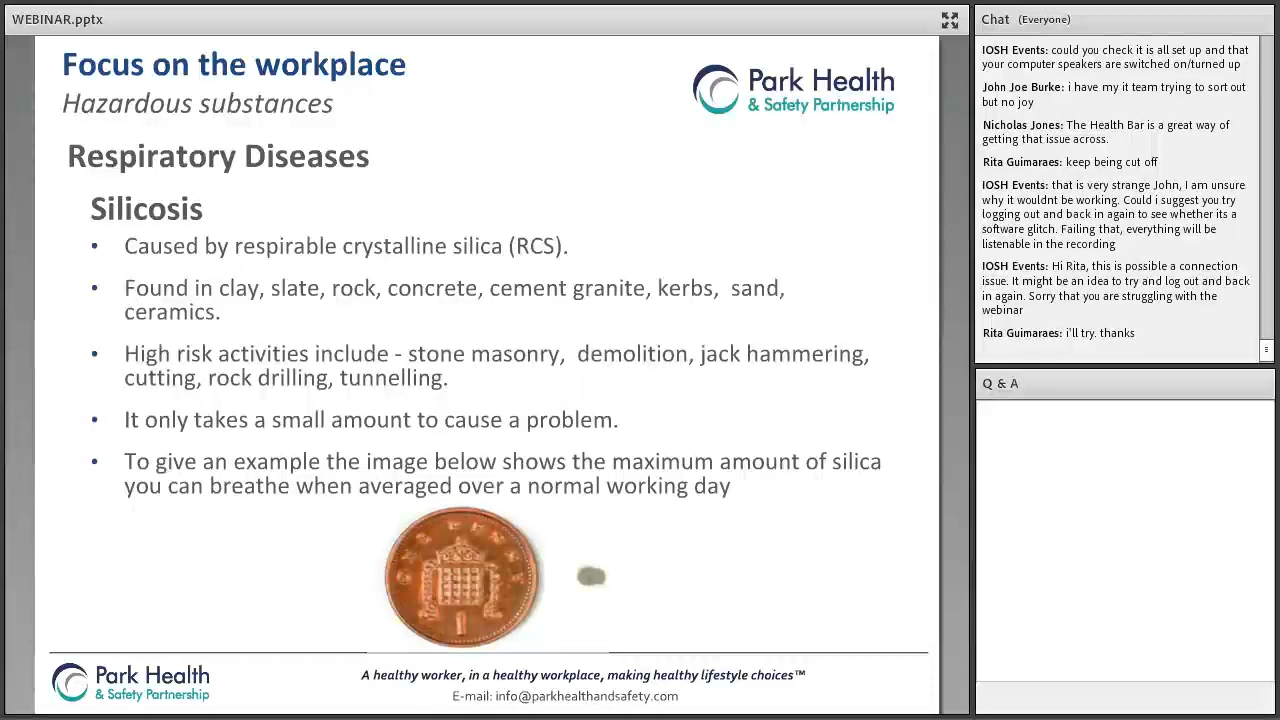 WEBINAR.pptx
Focus on the workplace
Hazardous substances
Park Health
& Safety Partnership
Respiratory Diseases
Silicosis
• Caused by respirable crystalline silica (RCS).
• Found in clay, slate, rock, concrete, cement granite, kerbs, sand,
ceramics.
• High risk activities include - stone masonry, demolition, jack hammering,
cutting, rock drilling, tunnelling.
• It only takes a small amount to cause a problem.
• To give an example the image below shows the maximum amount of silica
you can breathe when averaged over a normal working day
ONE PENNY
1
Park Health
& Safety Partnership
A healthy worker, in a healthy workplace, making healthy lifestyle choices™
E-mail: info@parkhealthandsafety.com
Chat (Everyone)
IOSH Events: could you check it is all set up and that
your computer speakers are switched on/turned up
John Joe Burke: i have my it team trying to sort out
but no joy
Nicholas Jones: The Health Bar is a great way of
getting that issue across.
Rita Guimaraes: keep being cut off
IOSH Events: that is very strange John, I am unsure
why it wouldnt be working. Could i suggest you try
logging out and back in again to see whether its a
software glitch. Failing that, everything will be
listenable in the recording
IOSH Events: Hi Rita, this is possible a connection
issue. It might be an idea to try and log out and back
in again. Sorry that you are struggling with the
webinar
Rita Guimaraes: i'll try. thanks
Q & A